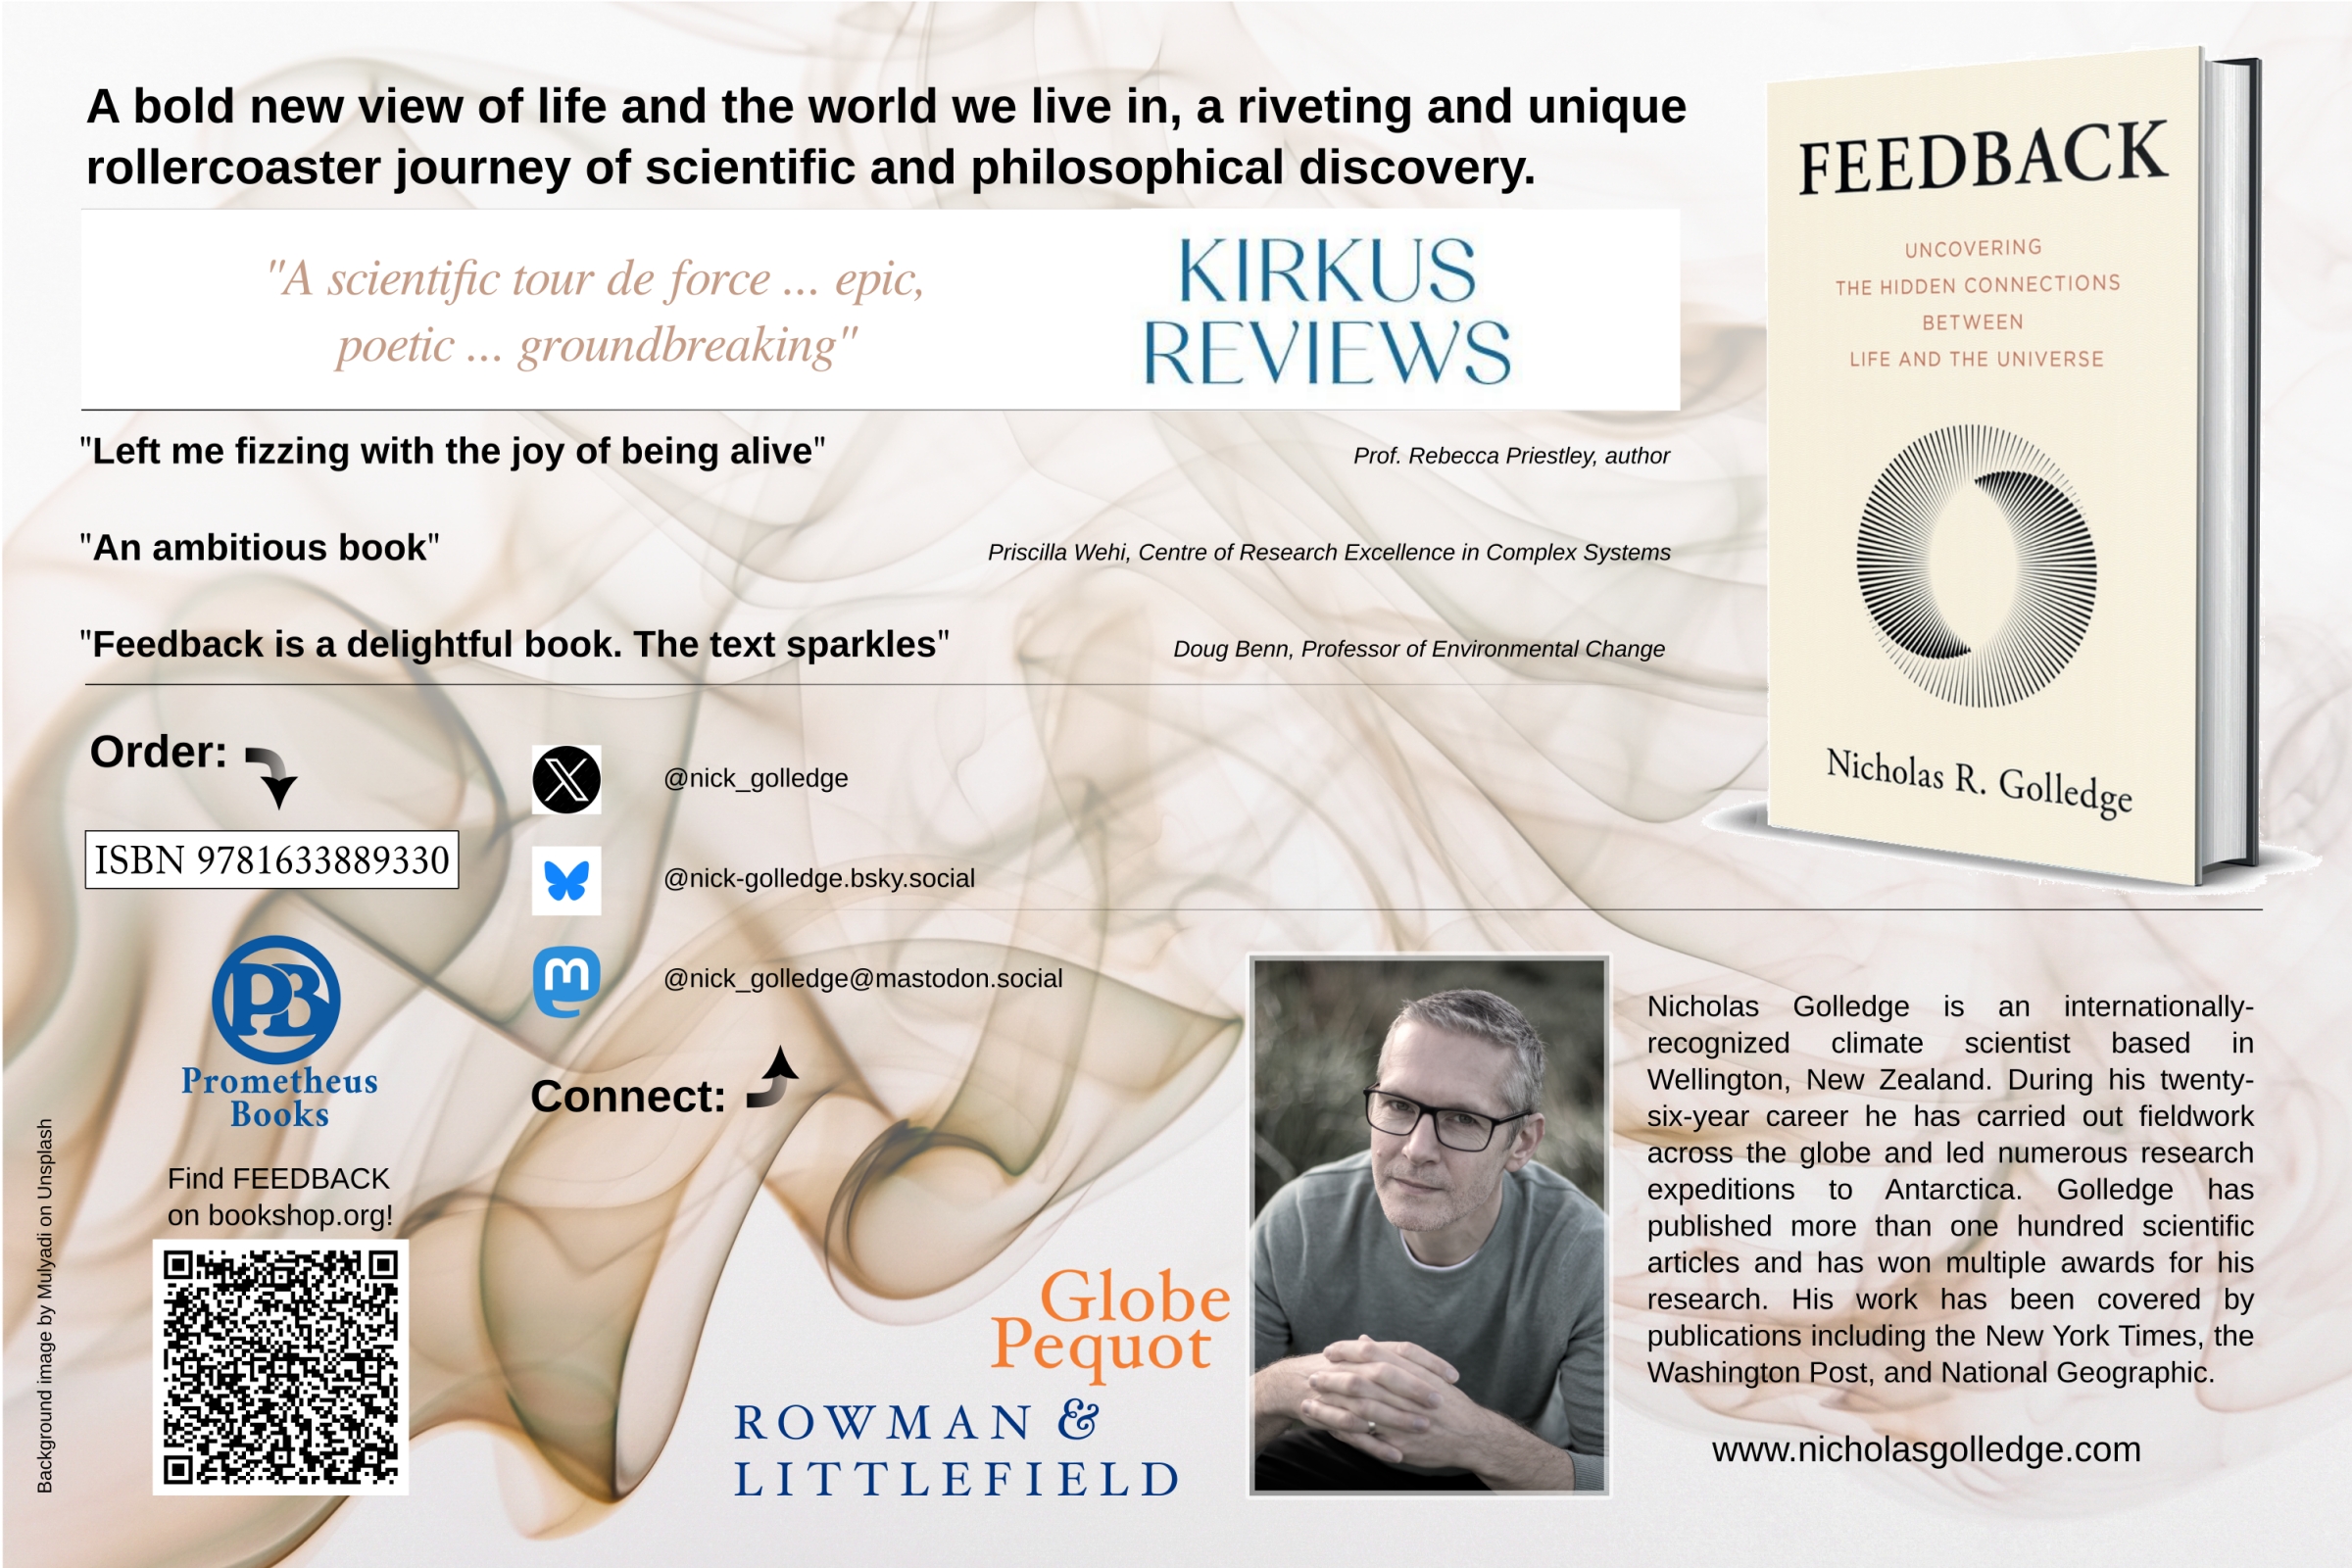 A bold new view of life and the world we live in, a riveting and unique
rollercoaster journey of scientific and philosophical discovery.
"A scientific tour de force ... epic,
poetic ... groundbreaking"
KIRKUS
REVIEWS
"Left me fizzing with the joy of being alive"
Prof. Rebecca Priestley, author
"An ambitious book"
Priscilla Wehi, Centre of Research Excellence in Complex Systems
"Feedback is a delightful book. The text sparkles"
Doug Benn, Professor of Environmental Change
FEEDBACK
UNCOVERING
THE HIDDEN CONNECTIONS
BETWEEN
LIFE AND THE UNIVERSE
Nicholas R. Golledge
Order:
ISBN 9781633889330
PB
Prometheus
Books
Find FEEDBACK
on bookshop.org!
X
@nick_golledge
@nick-golledge.bsky.social
m
@nick_golledge@mastodon.social
Connect:
Globe
Pequot
ROWMAN &
LITTLEFIELD
Nicholas Golledge is an internationally-
recognized climate scientist based in
Wellington, New Zealand. During his twenty-
six-year career he has carried out fieldwork
across the globe and led numerous research
expeditions to Antarctica. Golledge has
published more than one hundred scientific
articles and has won multiple awards for his
research. His work has been covered by
publications including the New York Times, the
Washington Post, and National Geographic.
www.nicholasgolledge.com
Background image by Mulyadi on Unsplash